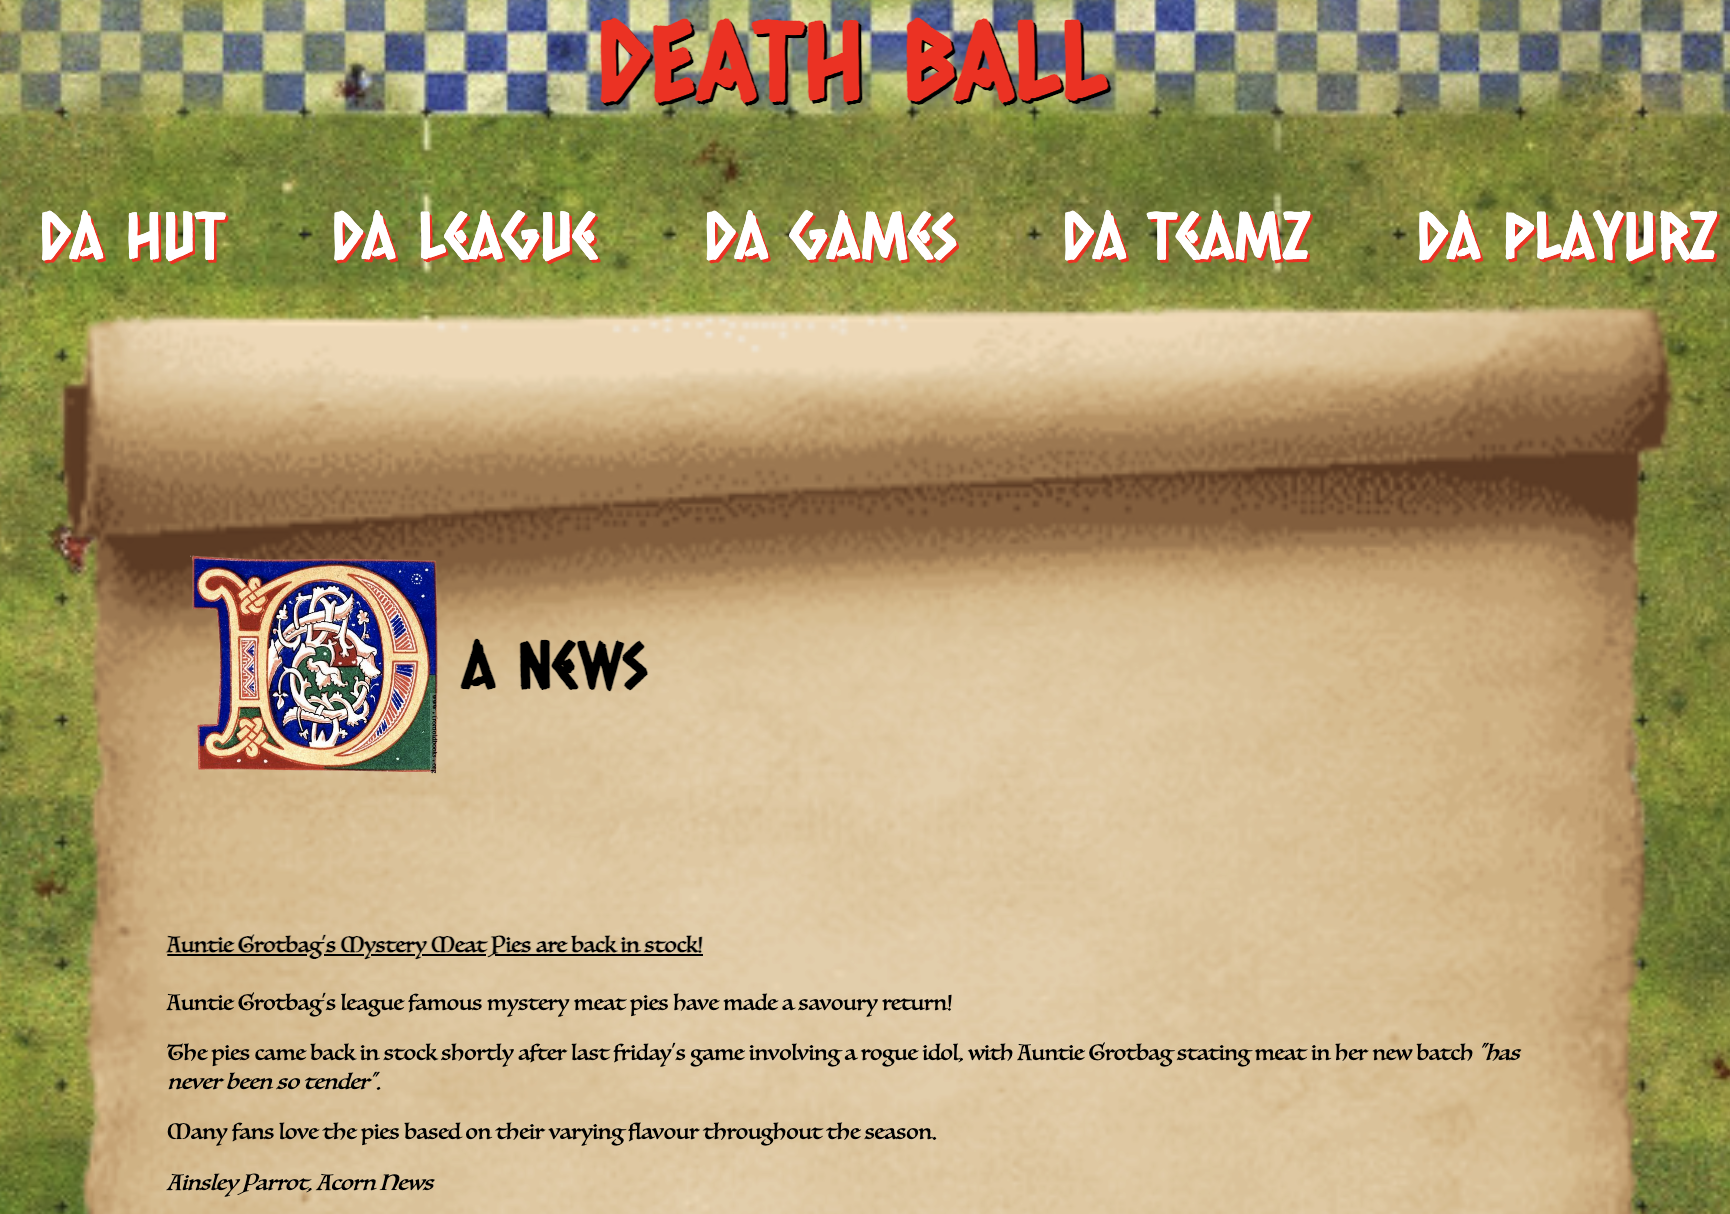 DEATH BALL
DA HUT DA LEAGUE DA GAMES DA TEAMZ DA PLAYURZ
DA NEWS
Auntie Grotbag's Mystery Meat Pies are back in stock!
Auntie Grotbag's league famous mystery meat pies have made a savoury return!
The pies came back in stock shortly after last friday's game involving a rogue idol, with Auntie Grotbag stating meat in her new batch "has
never been so tender".
Many fans love the pies based on their varying flavour throughout the season.
Ainsley Parrot, Acorn News